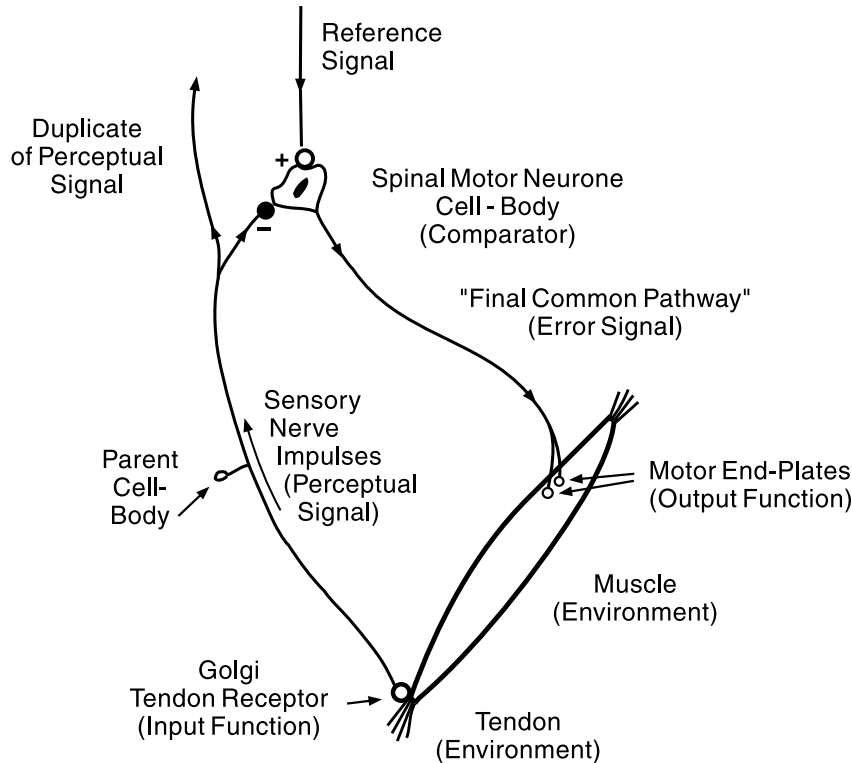 Reference
Signal
Duplicate
of Perceptual
Signal
+
Spinal Motor Neurone
Cell - Body
(Comparator)
−
"Final Common Pathway"
(Error Signal)
Sensory
Nerve
Impulses
(Perceptual
Signal)
Parent
Cell-
Body
Motor End-Plates
(Output Function)
Muscle
(Environment)
Golgi
Tendon Receptor
(Input Function)
Tendon
(Environment)